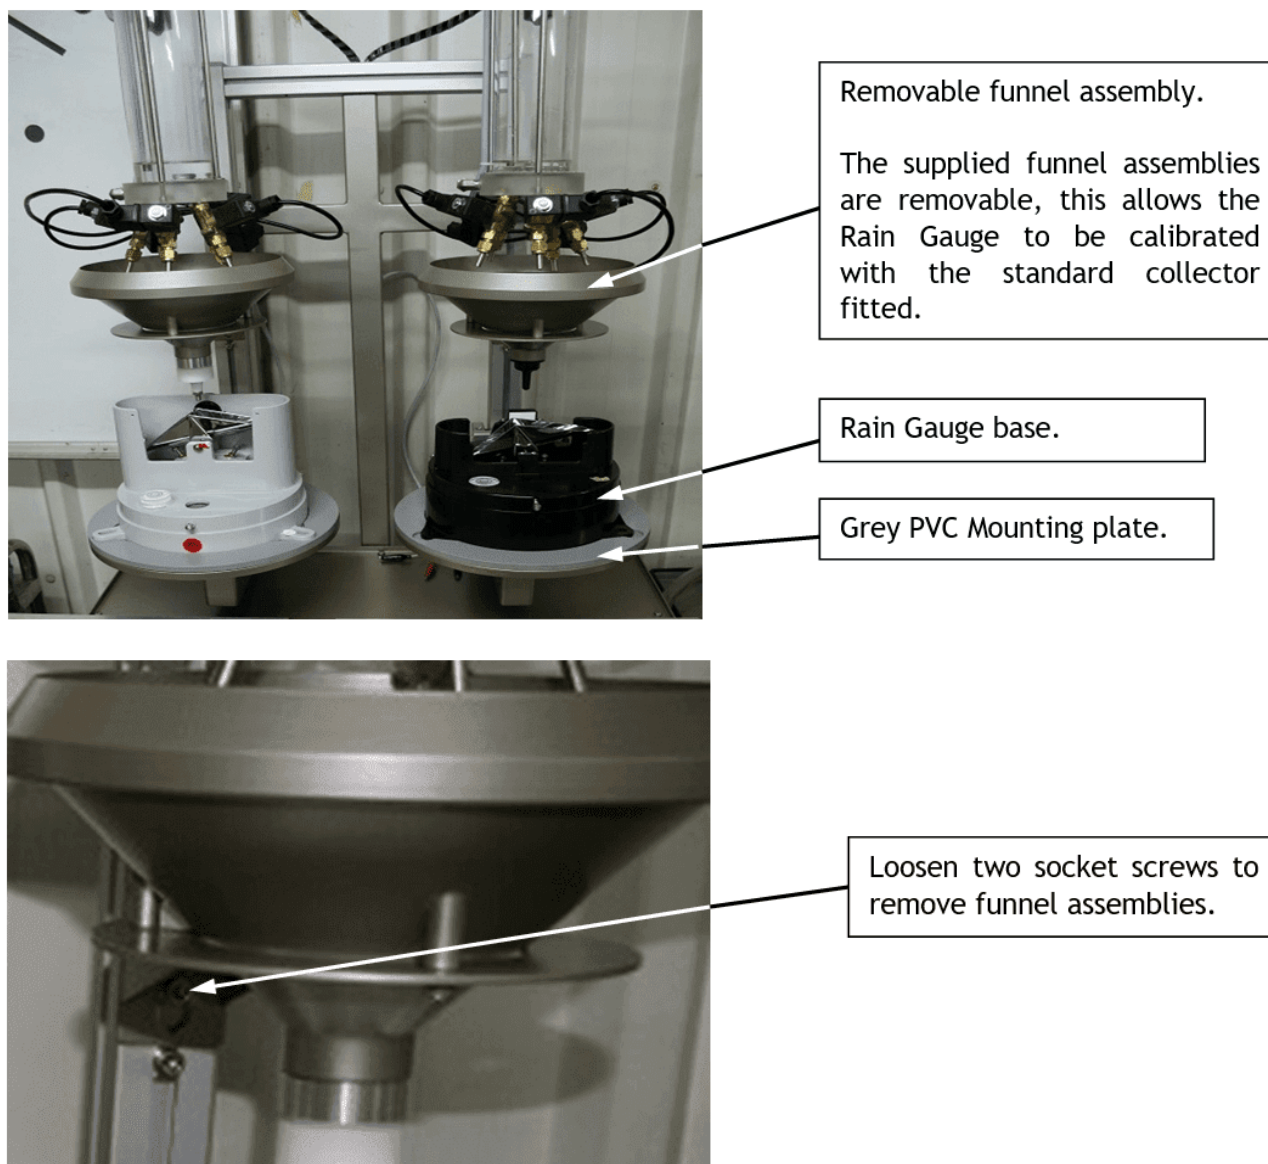 Removable funnel assembly.
The supplied funnel assemblies
are removable, this allows the
Rain Gauge to be calibrated
with the standard collector
fitted.
Rain Gauge base.
Grey PVC Mounting plate.
Loosen two socket screws to
remove funnel assemblies.